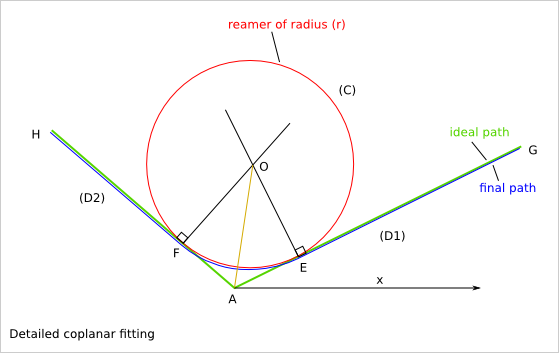 reamer of radius (r)
(C)
H
ideal path
G
O
final path
(D2)
(D1)
F
E
x
A
Detailed coplanar fitting